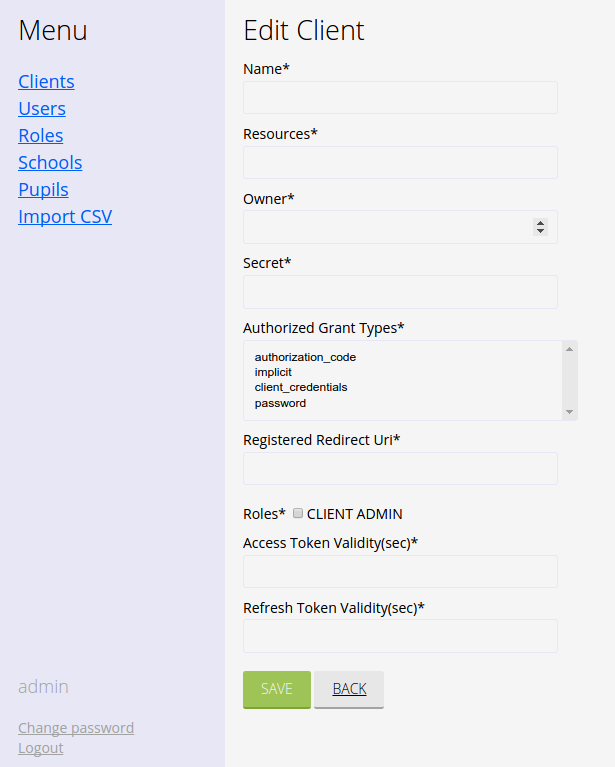 Menu
Clients
Users
Roles
Schools
Pupils
Import CSV
admin
Change password
Logout
Edit Client
Name*
Resources*
Owner*
Secret*
Authorized Grant Types*
authorization_code
implicit
client_credentials
password
Registered Redirect Uri*
Roles* CLIENT ADMIN
Access Token Validity(sec)*
Refresh Token Validity(sec)*
SAVE BACK